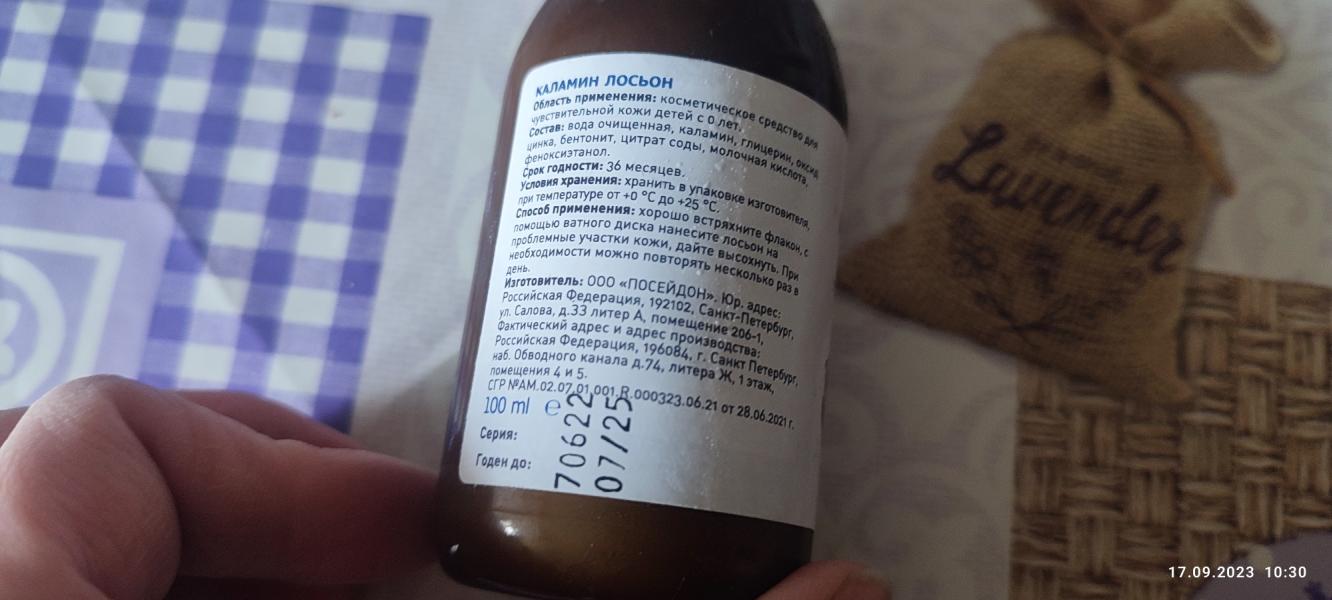 КАЛАМИН ЛОСЬОН
Область применения: косметическое средство для
чувствительной кожи детей с 0 лет.
Состав: вода очищенная, каламин, глицерин, оксид
цинка, бентонит, цитрат соды, молочная кислота,
феноксиэтанол.
Срок годности: 36 месяцев.
Условия хранения: хранить в упаковке изготовителя,
при температуре от +0 °C до +25 °C.
Способ применения: хорошо встряхните флакон, с
помощью ватного диска нанесите лосьон на
проблемные участки кожи, дайте высохнуть. При
необходимости можно повторять несколько раз в
день.
Изготовитель: ООО «ПОСЕЙДОН». Юр. адрес:
Российская Федерация, 192102, Санкт-Петербург,
ул. Салова, д.33 литер А, помещение 206-1,
Фактический адрес и адрес производства:
Российская Федерация, 196084, г. Санкт Петербург,
наб. Обводного канала д.74, литера Ж, 1 этаж,
помещения 4 и 5.
СГР №AM.02.07.01.001.R.000323.06.21 от 28.06.2021 г.
100 ml e
Серия:
Годен до:
70622
07/25
Lavender
17.09.2023 10:30